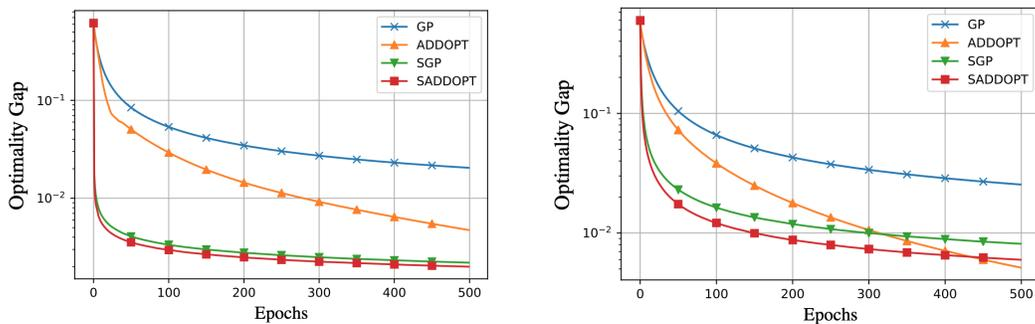 GP
ADDOPT
SGP
SADDOPT
10⁻¹
10⁻²
Optimality Gap
0 100 200 300 400 500
Epochs
GP
ADDOPT
SGP
SADDOPT
10⁻¹
10⁻²
Optimality Gap
0 100 200 300 400 500
Epochs